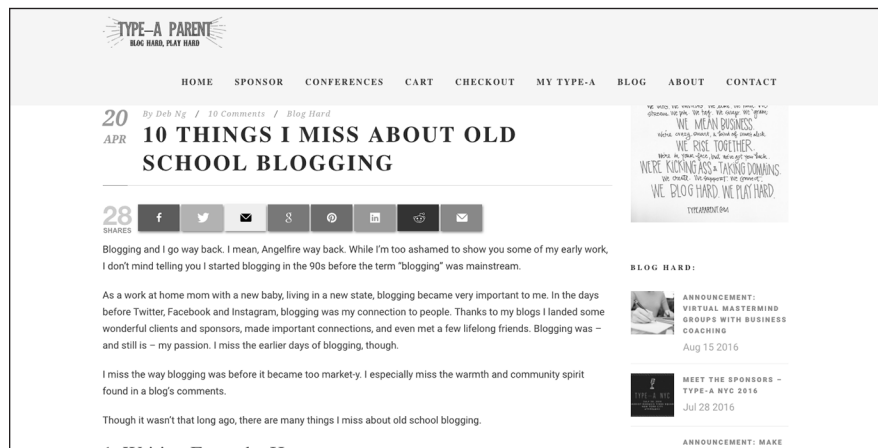 TYPE–A PARENT
BLOG HARD, PLAY HARD
HOME SPONSOR CONFERENCES CART CHECKOUT MY TYPE-A BLOG ABOUT CONTACT
20
APR
By Deb Ng / 10 Comments / Blog Hard
10 THINGS I MISS ABOUT OLD
SCHOOL BLOGGING
28
SHARES
Blogging and I go way back. I mean, Angelfire way back. While I'm too ashamed to show you some of my early work,
I don't mind telling you I started blogging in the 90s before the term “blogging” was mainstream.
As a work at home mom with a new baby, living in a new state, blogging became very important to me. In the days
before Twitter, Facebook and Instagram, blogging was my connection to people. Thanks to my blogs I landed some
wonderful clients and sponsors, made important connections, and even met a few lifelong friends. Blogging was –
and still is – my passion. I miss the earlier days of blogging, though.
I miss the way blogging was before it became too market-y. I especially miss the warmth and community spirit
found in a blog's comments.
Though it wasn't that long ago, there are many things I miss about old school blogging.
WE MEAN BUSINESS.
WE RISE TOGETHER.
WE'RE KICKING ASS & TAKING DOMAINS.
We create. We support. We connect.
WE BLOG HARD. WE PLAY HARD.
TYPEAPARENT.COM
BLOG HARD:
ANNOUNCEMENT:
VIRTUAL MASTERMIND
GROUPS WITH BUSINESS
COACHING
Aug 15 2016
TYPE-A NYC
MEET THE SPONSORS –
TYPE-A NYC 2016
Jul 28 2016
ANNOUNCEMENT: MAKE